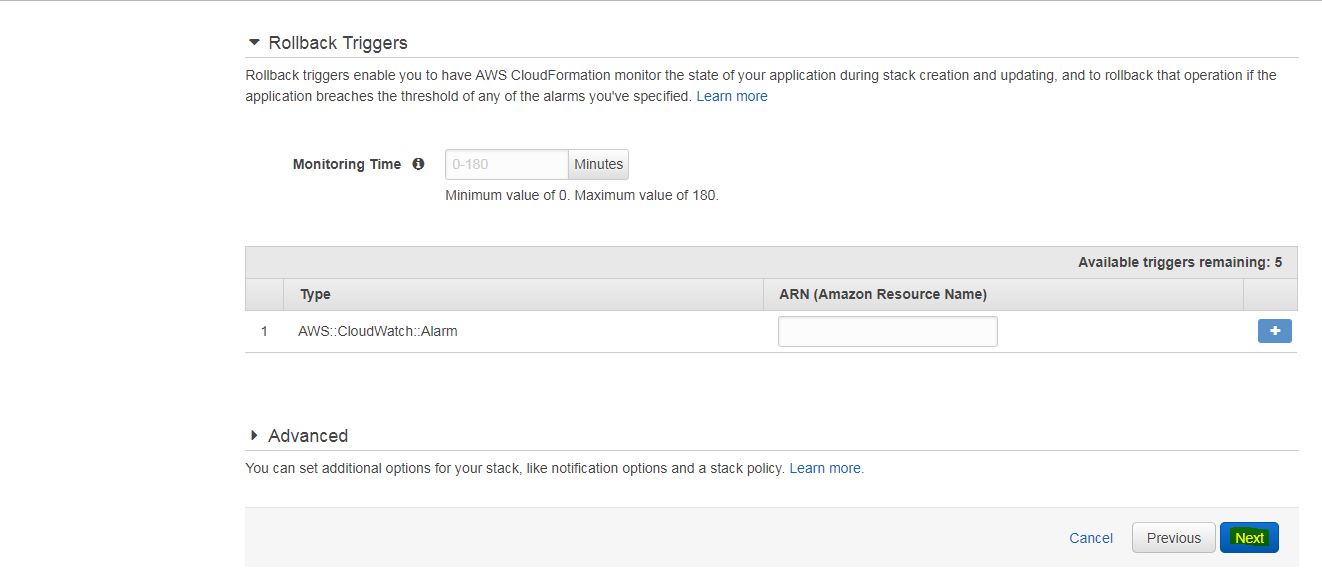 Rollback Triggers
Rollback triggers enable you to have AWS CloudFormation monitor the state of your application during stack creation and updating, and to rollback that operation if the
application breaches the threshold of any of the alarms you've specified. Learn more
Monitoring Time 0-180 Minutes
Minimum value of 0. Maximum value of 180.
Available triggers remaining: 5
Type ARN (Amazon Resource Name)
1 AWS::CloudWatch::Alarm
Advanced
You can set additional options for your stack, like notification options and a stack policy. Learn more.
Cancel Previous Next